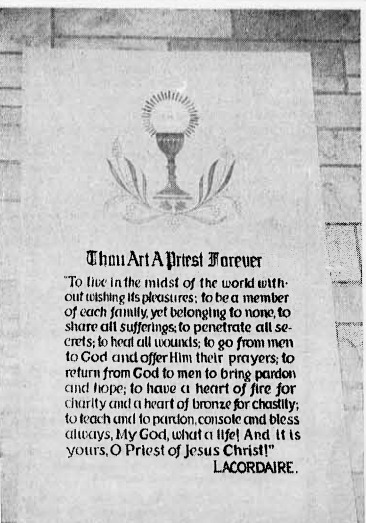 Thou Art A Priest Forever
"To live in the midst of the world with-
out wishing its pleasures; to be a member
of each family, yet belonging to none, to
share all sufferings; to penetrate all se-
crets; to heal all wounds; to go from men
to God and offer Him their prayers; to
return from God to men to bring pardon
and hope; to have a heart of fire for
charity and a heart of bronze for chastity;
to teach and to pardon, console and bless
always, My God, what a life! And it is
yours, O Priest of Jesus Christ!"
LACORDAIRE.